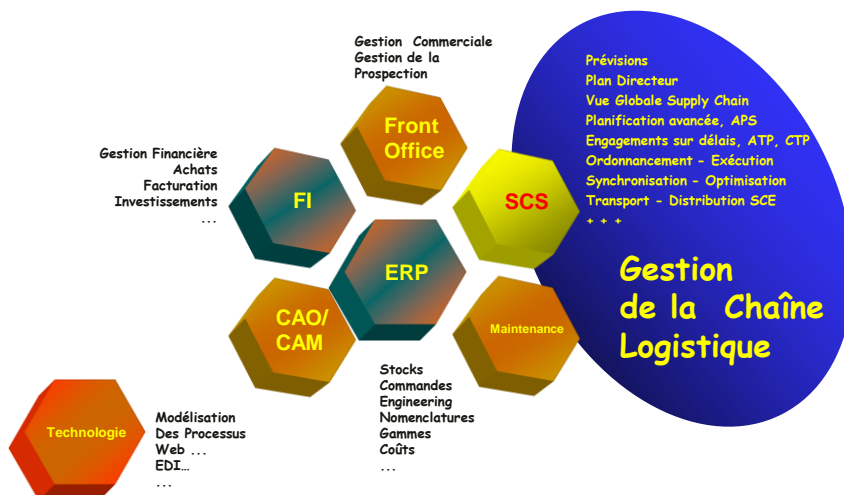 Gestion Commerciale
Gestion de la
Prospection
Front
Office
Gestion Financière
Achats
Facturation
Investissements
...
FI
SCS
ERP
CAO/
CAM
Maintenance
Prévisions
Plan Directeur
Vue Globale Supply Chain
Planification avancée, APS
Engagements sur délais, ATP, CTP
Ordonnancement - Exécution
Synchronisation - Optimisation
Transport - Distribution SCE
+ + +
Gestion
de la Chaîne
Logistique
Stocks
Commandes
Engineering
Nomenclatures
Gammes
Coûts
...
Technologie
Modélisation
Des Processus
Web ...
EDI...
...